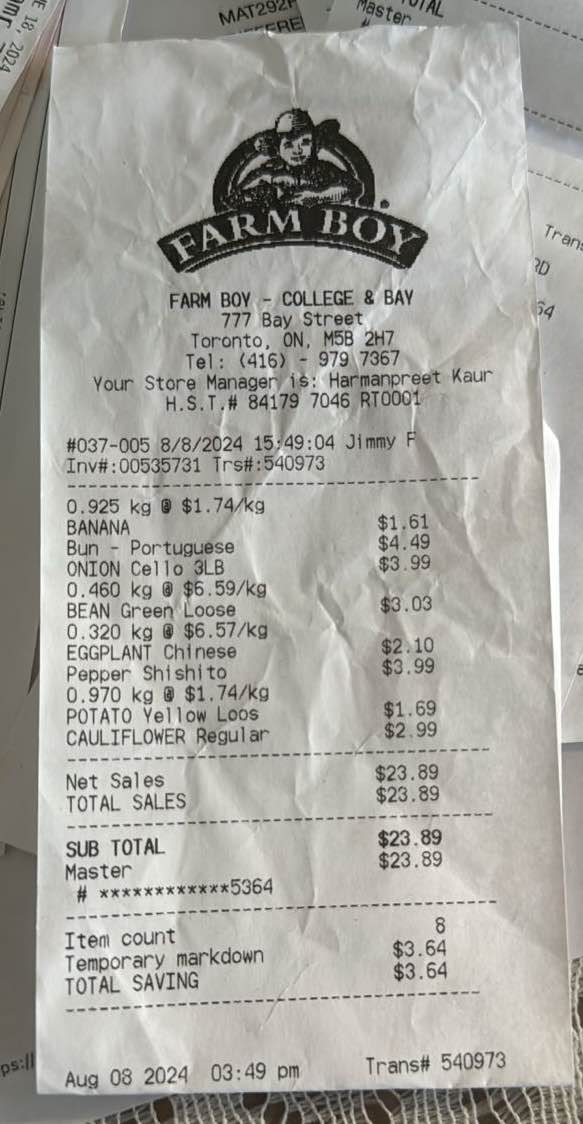 MAT292H
Master
FARM BOY
FARM BOY - COLLEGE & BAY
777 Bay Street
Toronto, ON, M5B 2H7
Tel: (416) - 979 7367
Your Store Manager is: Harmanpreet Kaur
H.S.T.# 84179 7046 RT0001
#037-005 8/8/2024 15:49:04 Jimmy F
Inv#:00535731 Trs#:540973
0.925 kg @ $1.74/kg
BANANA $1.61
Bun - Portuguese $4.49
ONION Cello 3LB $3.99
0.460 kg @ $6.59/kg
BEAN Green Loose $3.03
0.320 kg @ $6.57/kg
EGGPLANT Chinese $2.10
Pepper Shishito $3.99
0.970 kg @ $1.74/kg
POTATO Yellow Loos $1.69
CAULIFLOWER Regular $2.99
Net Sales $23.89
TOTAL SALES $23.89
SUB TOTAL $23.89
Master $23.89
# ************5364
Item count 8
Temporary markdown $3.64
TOTAL SAVING $3.64
Aug 08 2024 03:49 pm Trans# 540973